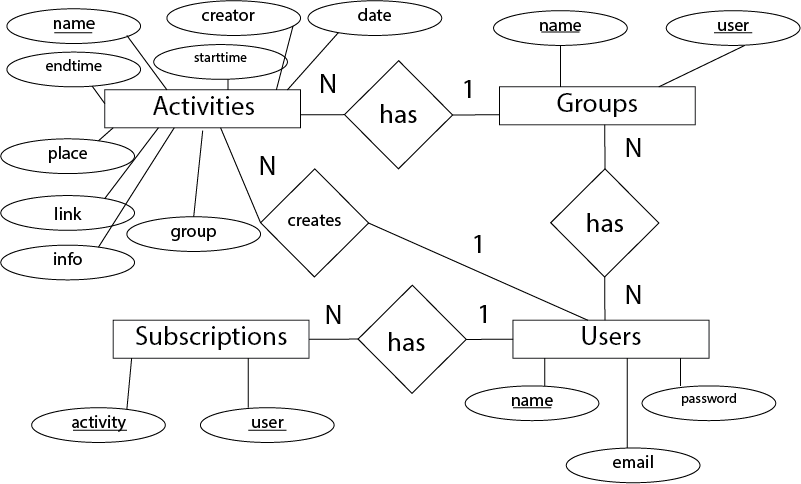 name
creator
date
name
user
endtime
starttime
Activities
N
has
1
Groups
place
N
N
link
group
creates
1
has
info
N
Subscriptions
N
has
1
Users
activity
user
name
password
email